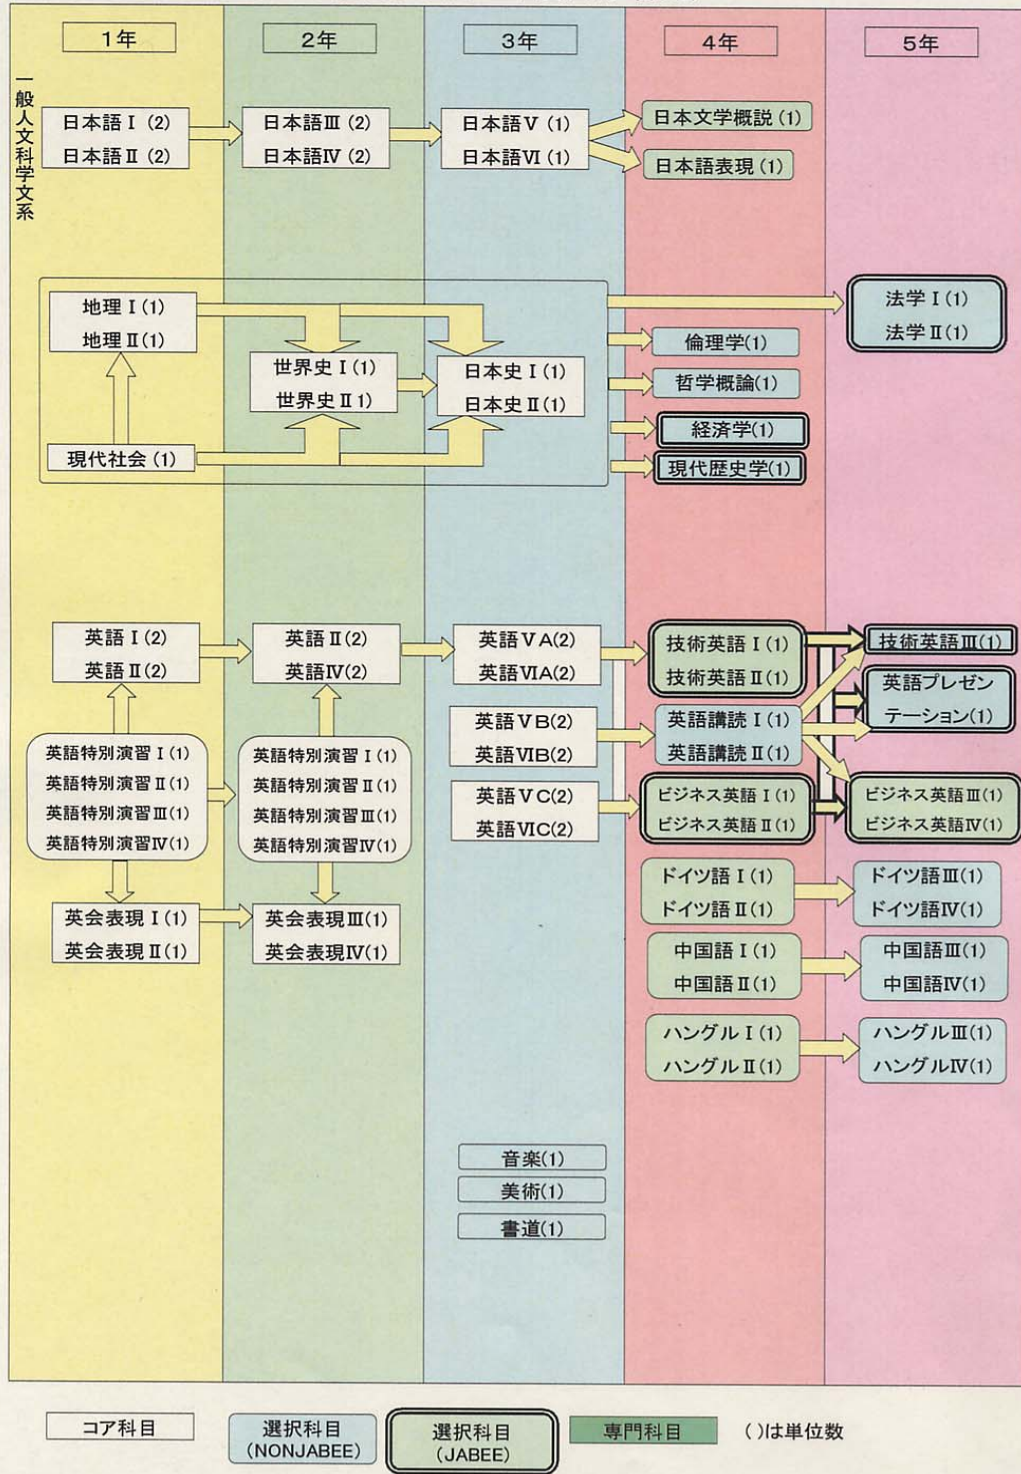 1年
2年
3年
4年
5年
一般人文科学文系
日本語Ⅰ(2)
日本語Ⅱ(2)
日本語Ⅲ(2)
日本語Ⅳ(2)
日本語Ⅴ(1)
日本語Ⅵ(1)
日本文学概説(1)
日本語表現(1)
地理Ⅰ(1)
地理Ⅱ(1)
現代社会(1)
世界史Ⅰ(1)
世界史Ⅱ1)
日本史Ⅰ(1)
日本史Ⅱ(1)
倫理学(1)
哲学概論(1)
経済学(1)
現代歴史学(1)
法学Ⅰ(1)
法学Ⅱ(1)
英語Ⅰ(2)
英語Ⅱ(2)
英語特別演習Ⅰ(1)
英語特別演習Ⅱ(1)
英語特別演習Ⅲ(1)
英語特別演習Ⅳ(1)
英会表現Ⅰ(1)
英会表現Ⅱ(1)
英語Ⅱ(2)
英語Ⅳ(2)
英語特別演習Ⅰ(1)
英語特別演習Ⅱ(1)
英語特別演習Ⅲ(1)
英語特別演習Ⅳ(1)
英会表現Ⅲ(1)
英会表現Ⅳ(1)
英語ⅤA(2)
英語ⅥA(2)
英語ⅤB(2)
英語ⅥB(2)
英語ⅤC(2)
英語ⅥC(2)
技術英語Ⅰ(1)
技術英語Ⅱ(1)
英語講読Ⅰ(1)
英語講読Ⅱ(1)
ビジネス英語Ⅰ(1)
ビジネス英語Ⅱ(1)
ドイツ語Ⅰ(1)
ドイツ語Ⅱ(1)
中国語Ⅰ(1)
中国語Ⅱ(1)
ハングルⅠ(1)
ハングルⅡ(1)
技術英語Ⅲ(1)
英語プレゼン
テーション(1)
ビジネス英語Ⅲ(1)
ビジネス英語Ⅳ(1)
ドイツ語Ⅲ(1)
ドイツ語Ⅳ(1)
中国語Ⅲ(1)
中国語Ⅳ(1)
ハングルⅢ(1)
ハングルⅣ(1)
音楽(1)
美術(1)
書道(1)
コア科目
選択科目
(NONJABEE)
選択科目
(JABEE)
専門科目
( )は単位数